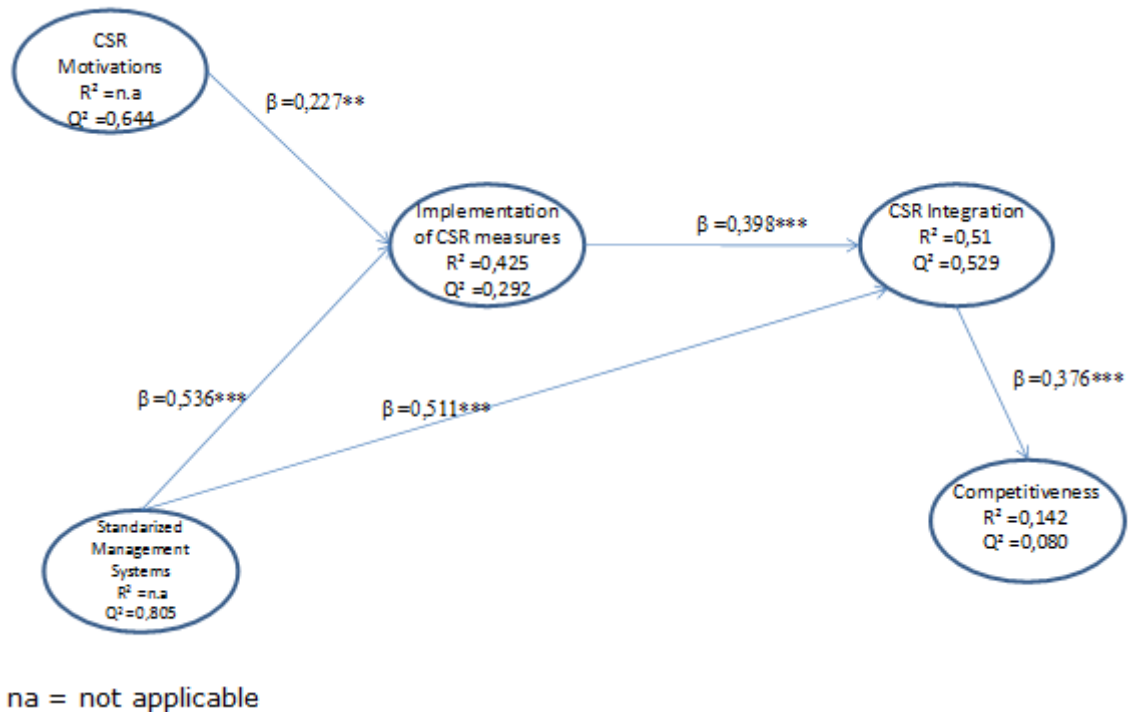 CSR
Motivations
R² =n.a
Q² =0,644
β=0,227**
Implementation
of CSR measures
R² =0,425
Q² =0,292
β=0,398***
CSR Integration
R² =0,51
Q² =0,529
β=0,536***
β=0,511***
β=0,376***
Standarized
Management
Systems
R² =n.a
Q²=0,805
Competitiveness
R² =0,142
Q² =0,080
na = not applicable